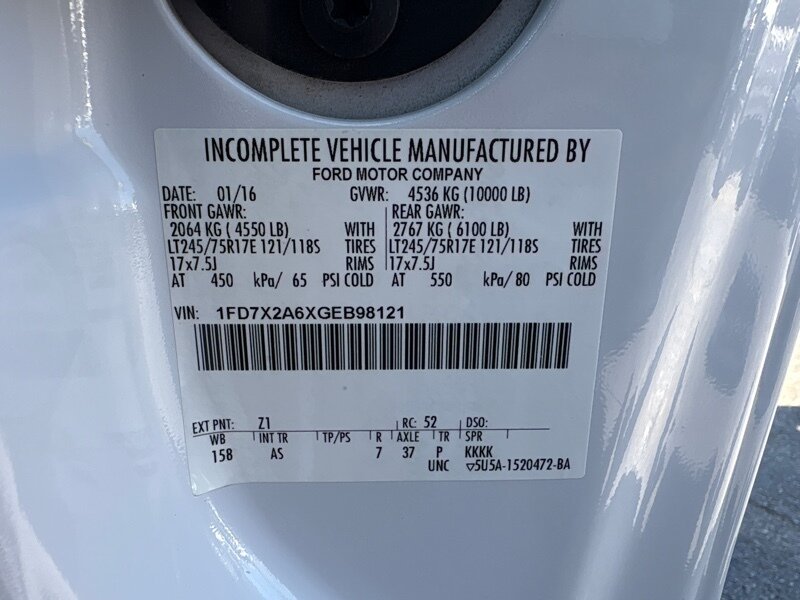 INCOMPLETE VEHICLE MANUFACTURED BY
FORD MOTOR COMPANY
DATE: 01/16 GVWR: 4536 KG (10000 LB)
FRONT GAWR: REAR GAWR:
2064 KG ( 4550 LB) WITH 2767 KG ( 6100 LB) WITH
LT245/75R17E 121/118S TIRES LT245/75R17E 121/118S TIRES
17x7.5J RIMS 17x7.5J RIMS
AT 450 kPa/ 65 PSI COLD AT 550 kPa/ 80 PSI COLD
VIN: 1FD7X2A6XGEB98121
EXT PNT: Z1 RC: 52 DSO:
WB INT TR TP/PS R AXLE TR SPR
158 AS 7 37 P KKKK
UNC ▽5U5A-1520472-BA